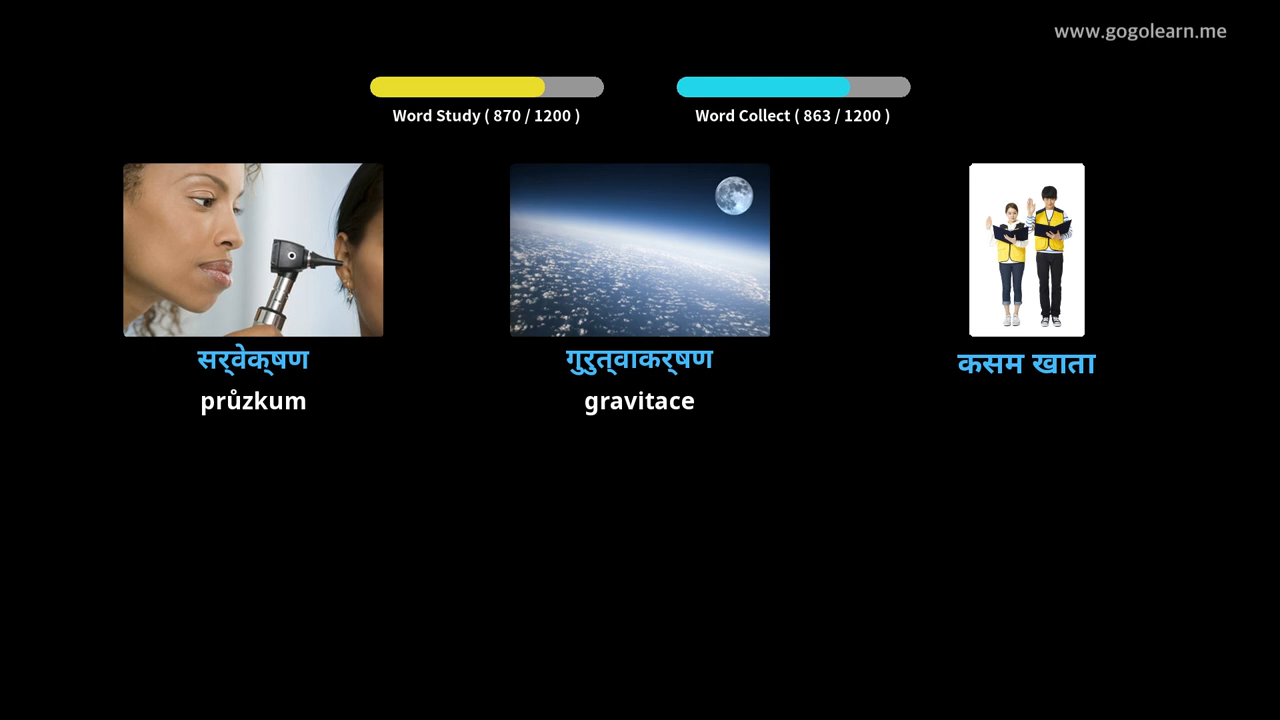 www.gogolearn.me
Word Study ( 870 / 1200 )
Word Collect ( 863 / 1200 )
सर्वेक्षण
गुरुत्वाकर्षण
कसम खाता
průzkum
gravitace